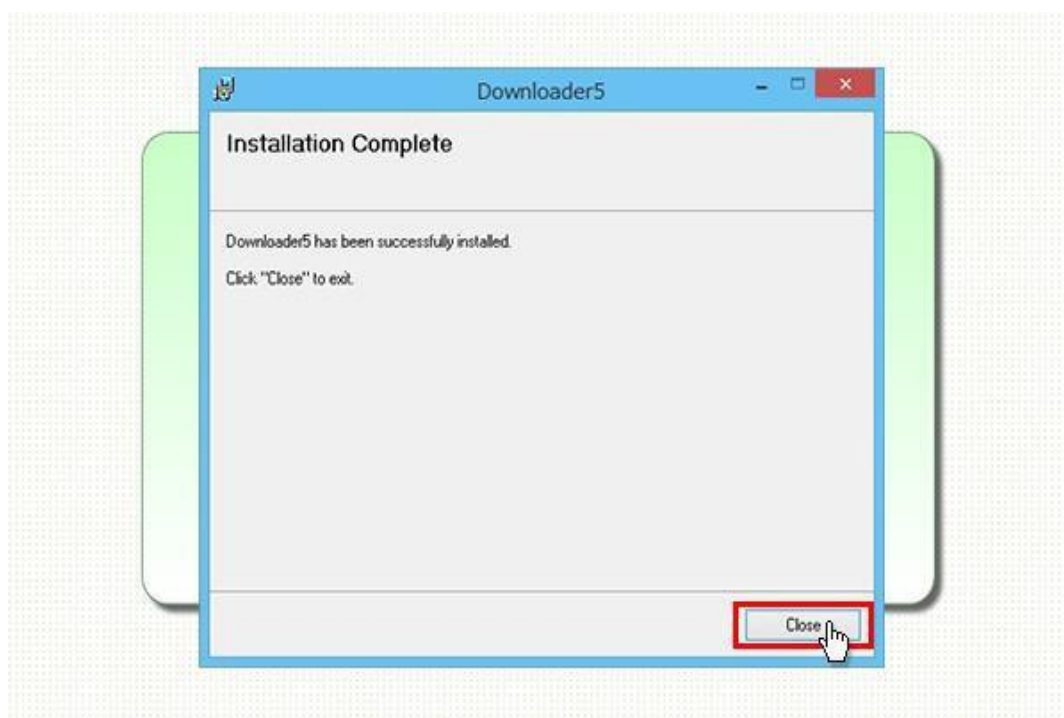 Downloader5
Installation Complete
Downloader5 has been successfully installed.
Click "Close" to exit.
Close